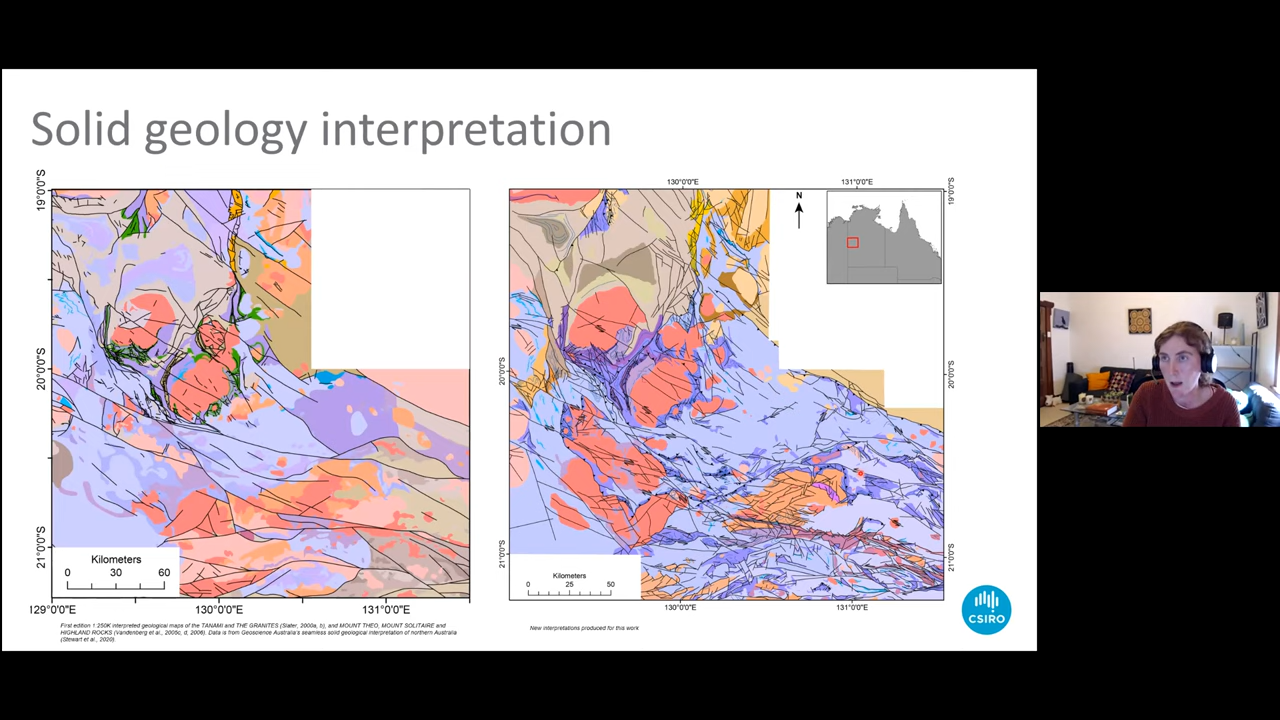 Solid geology interpretation
19°0'0"S
20°0'0"S
21°0'0"S
Kilometers
0 30 60
129°0'0"E 130°0'0"E 131°0'0"E
First edition 1:250K interpreted geological maps of the TANAMI and THE GRANITES (Slater, 2000a, b), and MOUNT THEO, MOUNT SOLITAIRE and
HIGHLAND ROCKS (Vandenberg et al., 2006c, d, 2006). Data is from Geoscience Australia's seamless solid geological interpretation of northern Australia
(Stewart et al., 2020).
130°0'0"E 131°0'0"E
N
19°0'0"S
20°0'0"S
20°0'0"S
21°0'0"S
21°0'0"S
Kilometers
0 25 50
130°0'0"E 131°0'0"E
New interpretations produced for this work
CSIRO